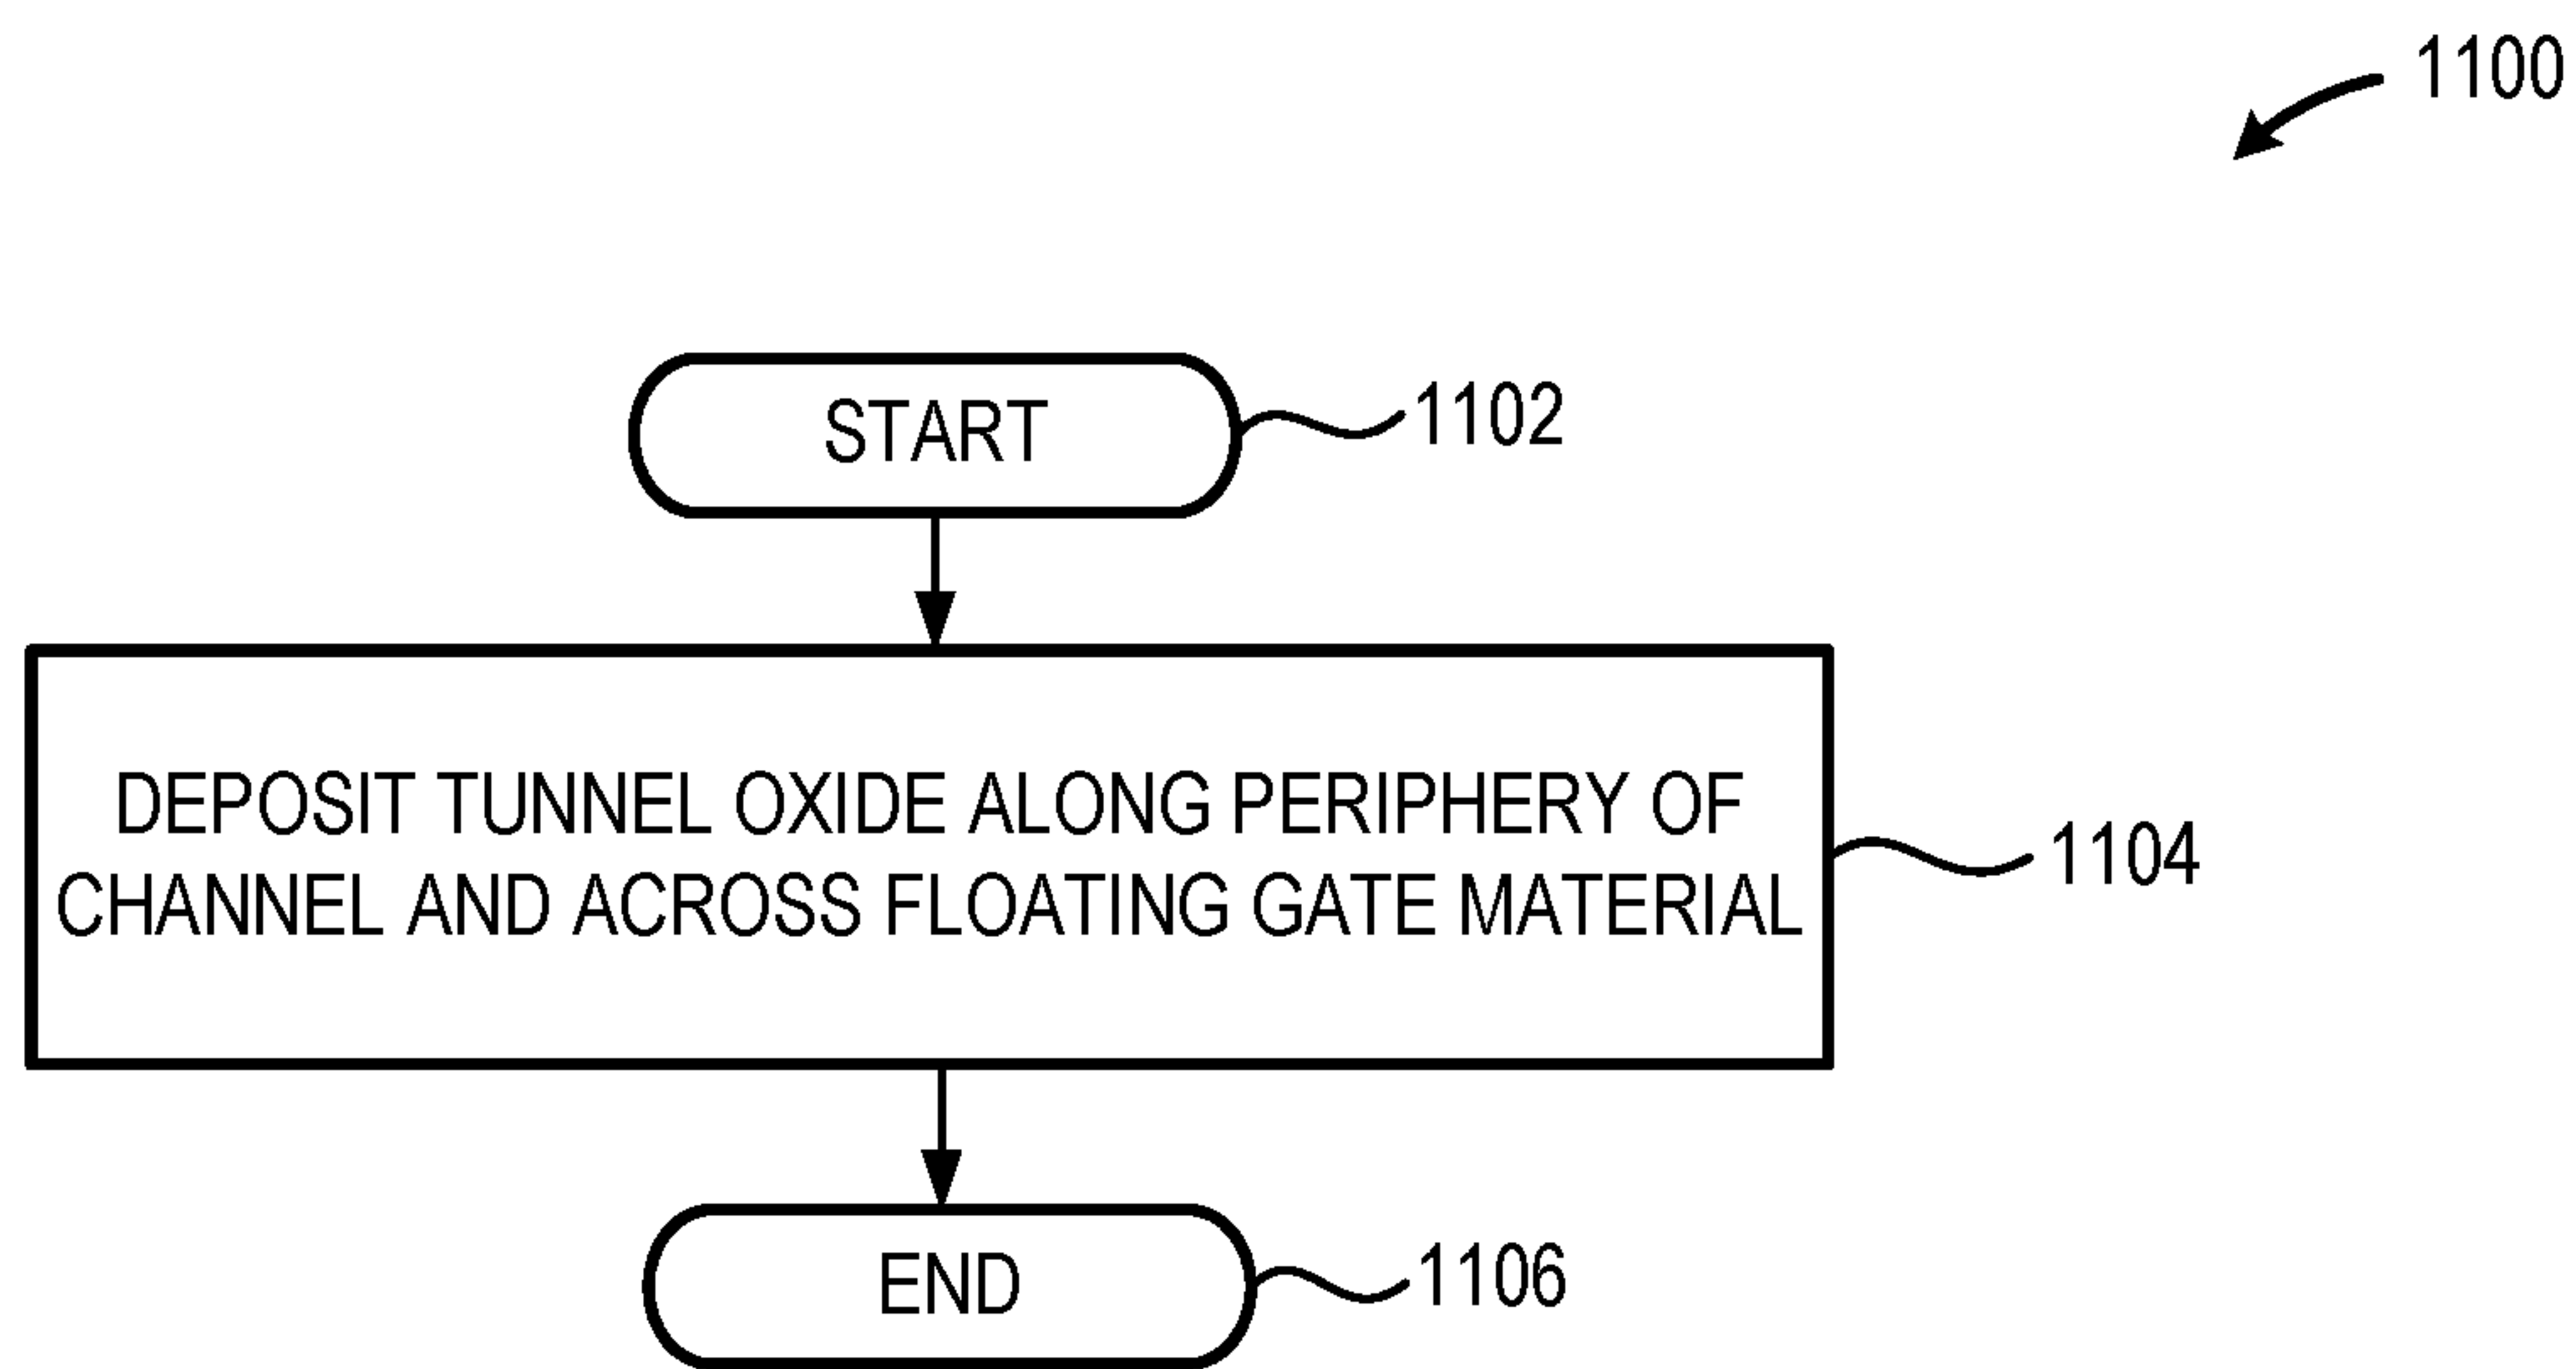 1100
START
1102
DEPOSIT TUNNEL OXIDE ALONG PERIPHERY OF
CHANNEL AND ACROSS FLOATING GATE MATERIAL
1104
END
1106